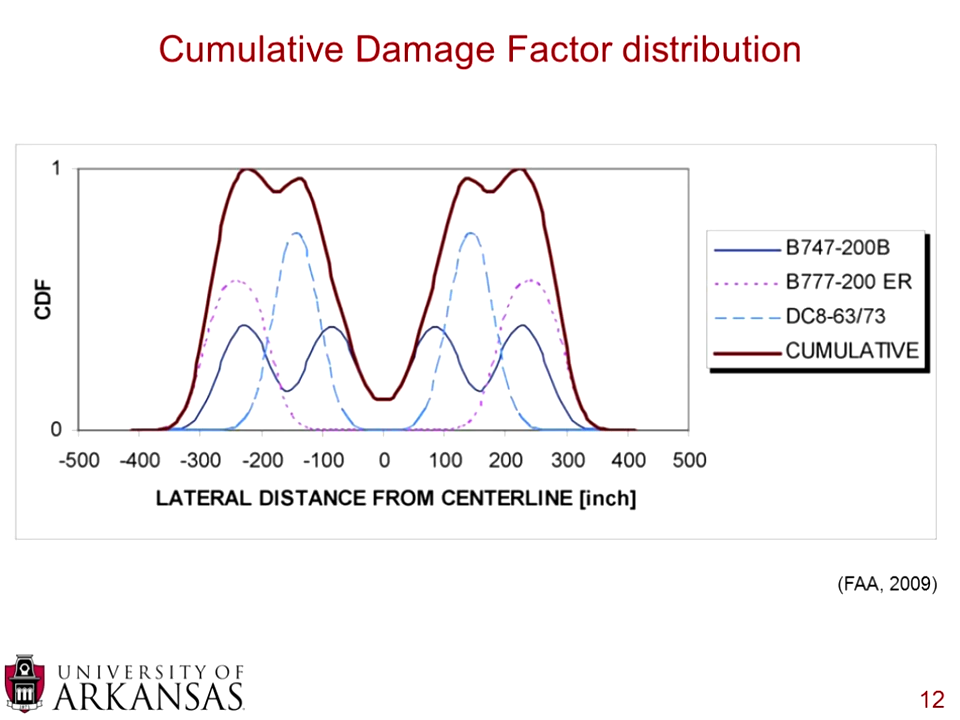 Cumulative Damage Factor distribution
1
CDF
0
-500 -400 -300 -200 -100 0 100 200 300 400 500
LATERAL DISTANCE FROM CENTERLINE [inch]
B747-200B
B777-200 ER
DC8-63/73
CUMULATIVE
(FAA, 2009)
UNIVERSITY OF
ARKANSAS
12